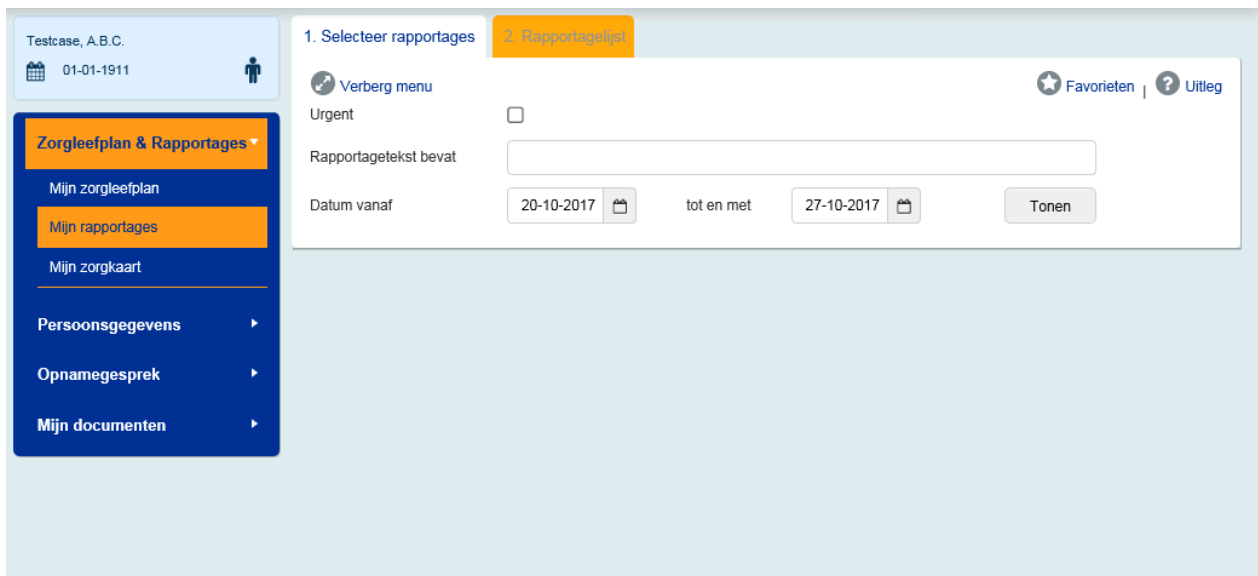 Testcase, A.B.C.
01-01-1911
Zorgleefplan & Rapportages
Mijn zorgleefplan
Mijn rapportages
Mijn zorgkaart
Persoonsgegevens
Opnamegesprek
Mijn documenten
1. Selecteer rapportages
2. Rapportagelijst
Verberg menu
Favorieten | Uitleg
Urgent
Rapportagetekst bevat
Datum vanaf 20-10-2017 tot en met 27-10-2017 Tonen